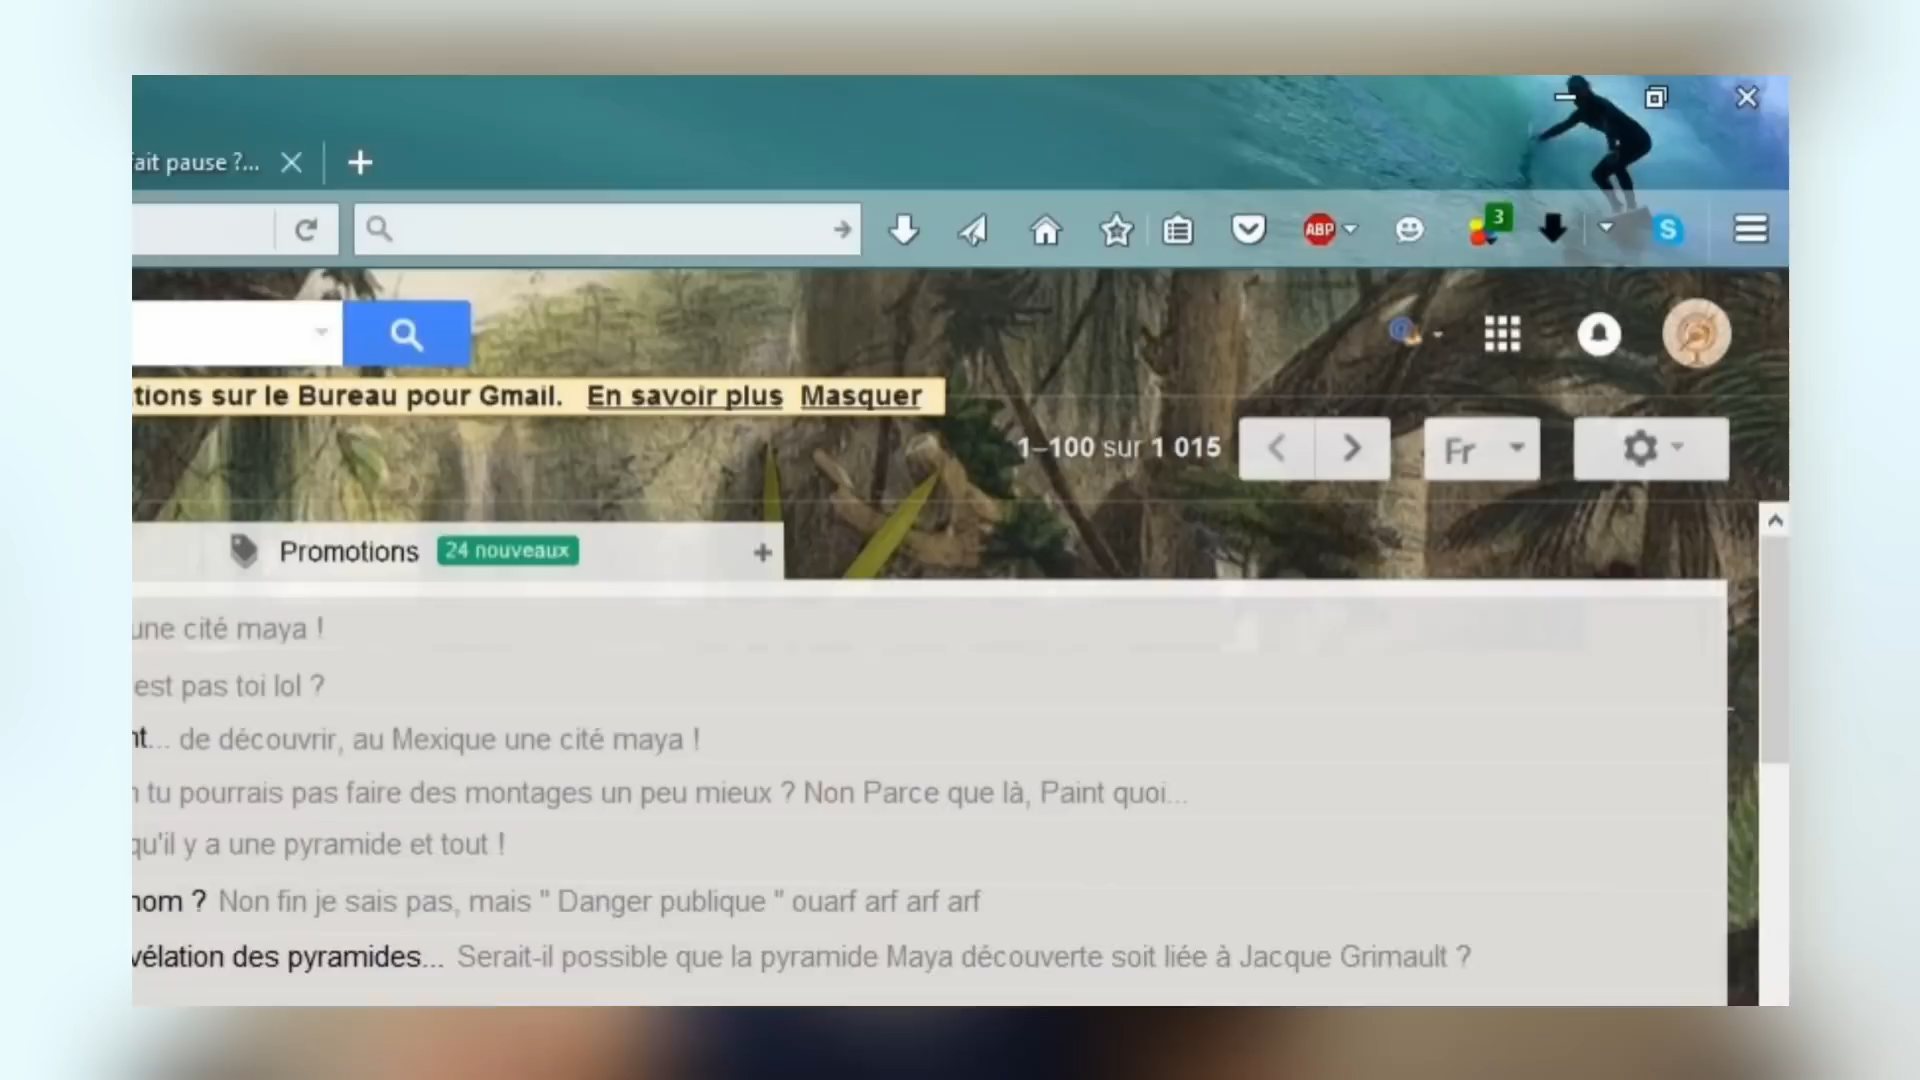 ait pause ?...
ABP
3
S
tions sur le Bureau pour Gmail. En savoir plus Masquer
1–100 sur 1 015
Fr
Promotions 24 nouveaux
une cité maya !
est pas toi lol ?
nt... de découvrir, au Mexique une cité maya !
tu pourrais pas faire des montages un peu mieux ? Non Parce que là, Paint quoi...
qu'il y a une pyramide et tout !
nom ? Non fin je sais pas, mais " Danger publique " ouarf arf arf arf
vélation des pyramides... Serait-il possible que la pyramide Maya découverte soit liée à Jacque Grimault ?